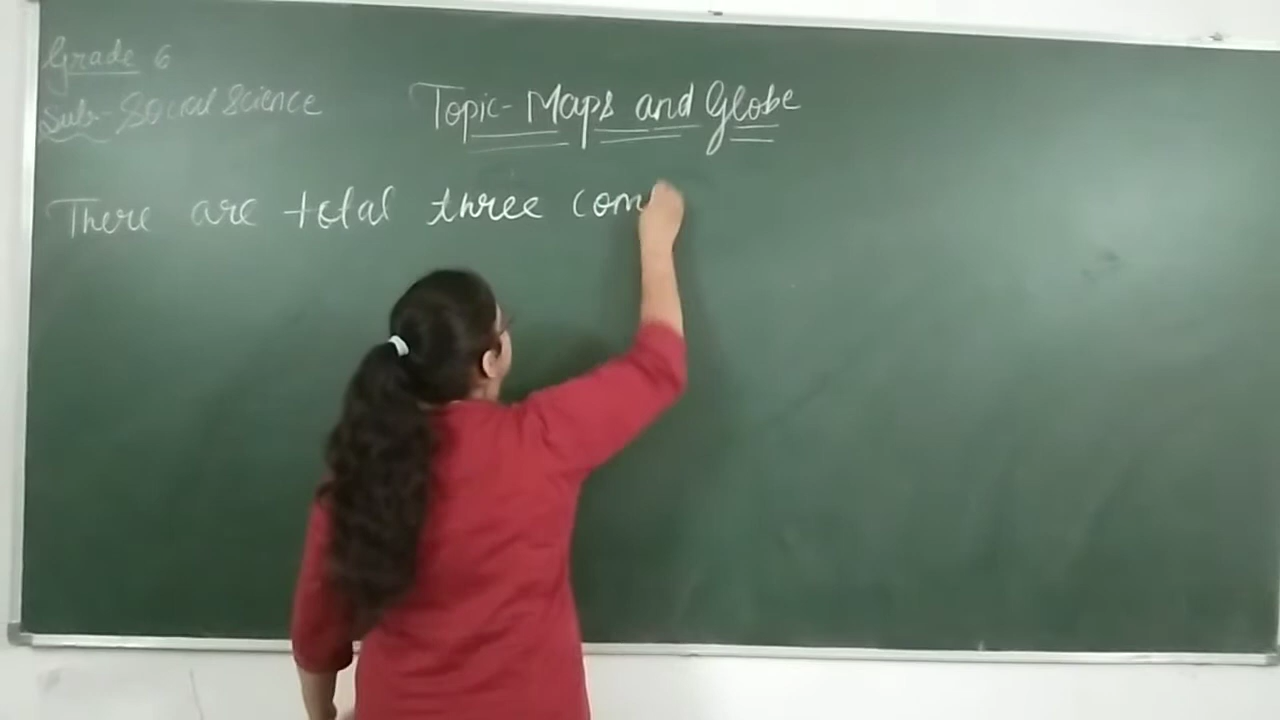 Grade 6
Sub:- Social Science
Topic- Maps and Globe
There are total three com